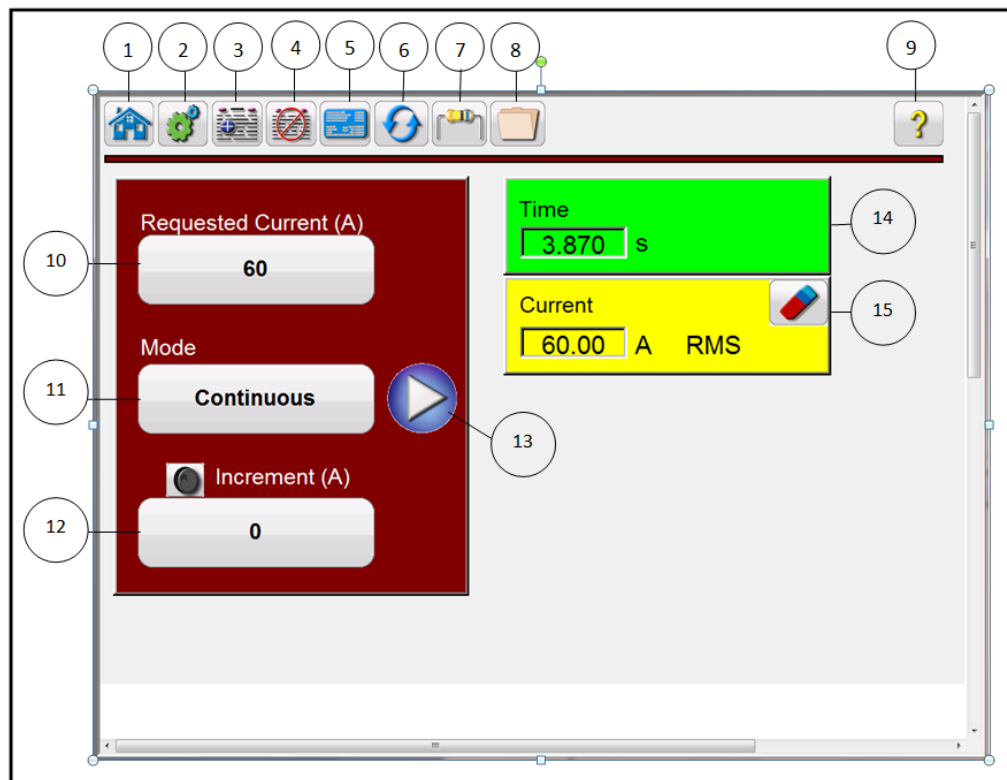 1 2 3 4 5 6 7 8 9
?
Requested Current (A)
10
60
Time
3.870 s
14
Mode
11
Continuous
Current
60.00 A RMS
15
13
Increment (A)
12
0